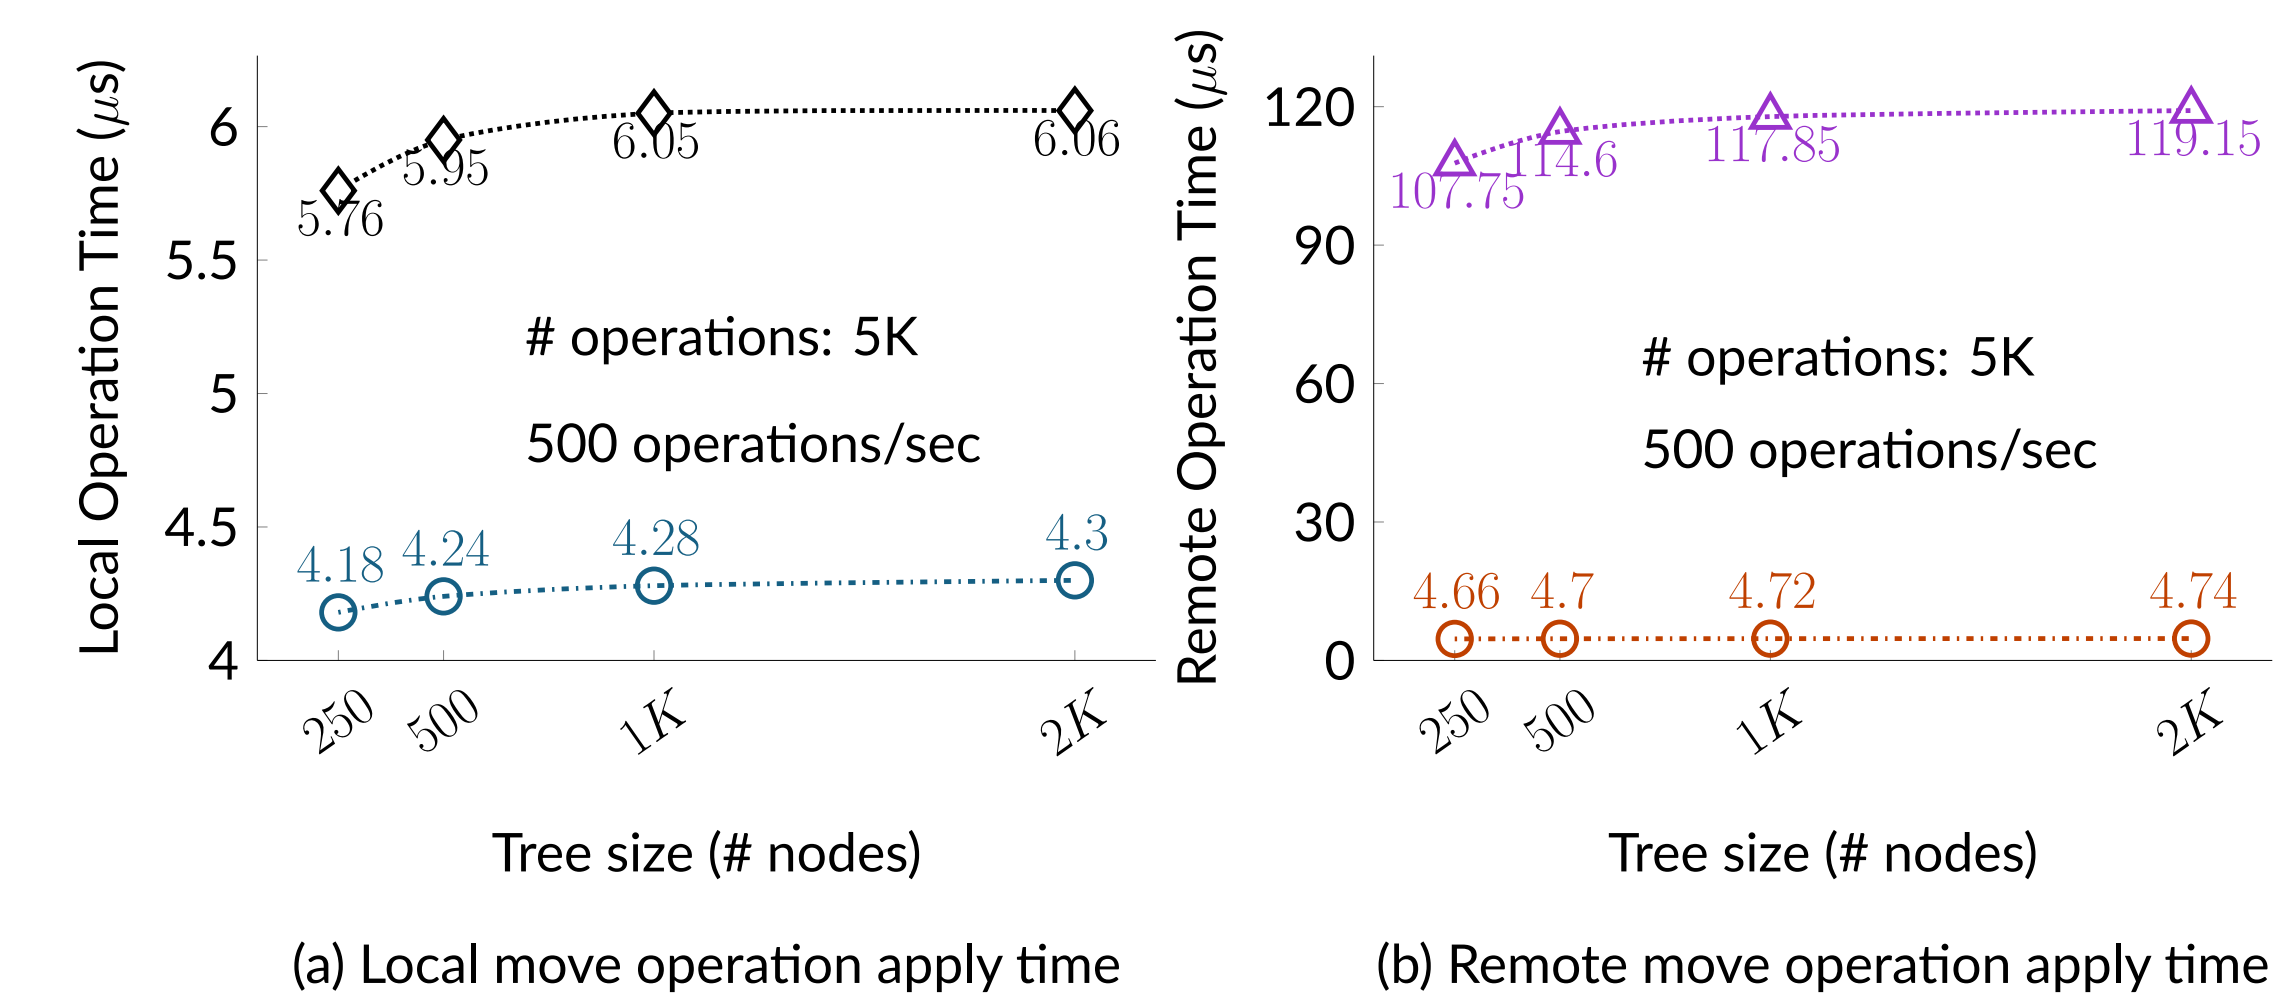 Local Operation Time (μs)
6
5.5
5
4.5
4
5.76
5.95
6.05
6.06
# operations: 5K
500 operations/sec
4.18
4.24
4.28
4.3
250
500
1K
2K
Tree size (# nodes)
(a) Local move operation apply time
Remote Operation Time (μs)
120
90
60
30
0
107.75
114.6
117.85
119.15
# operations: 5K
500 operations/sec
4.66
4.7
4.72
4.74
250
500
1K
2K
Tree size (# nodes)
(b) Remote move operation apply time